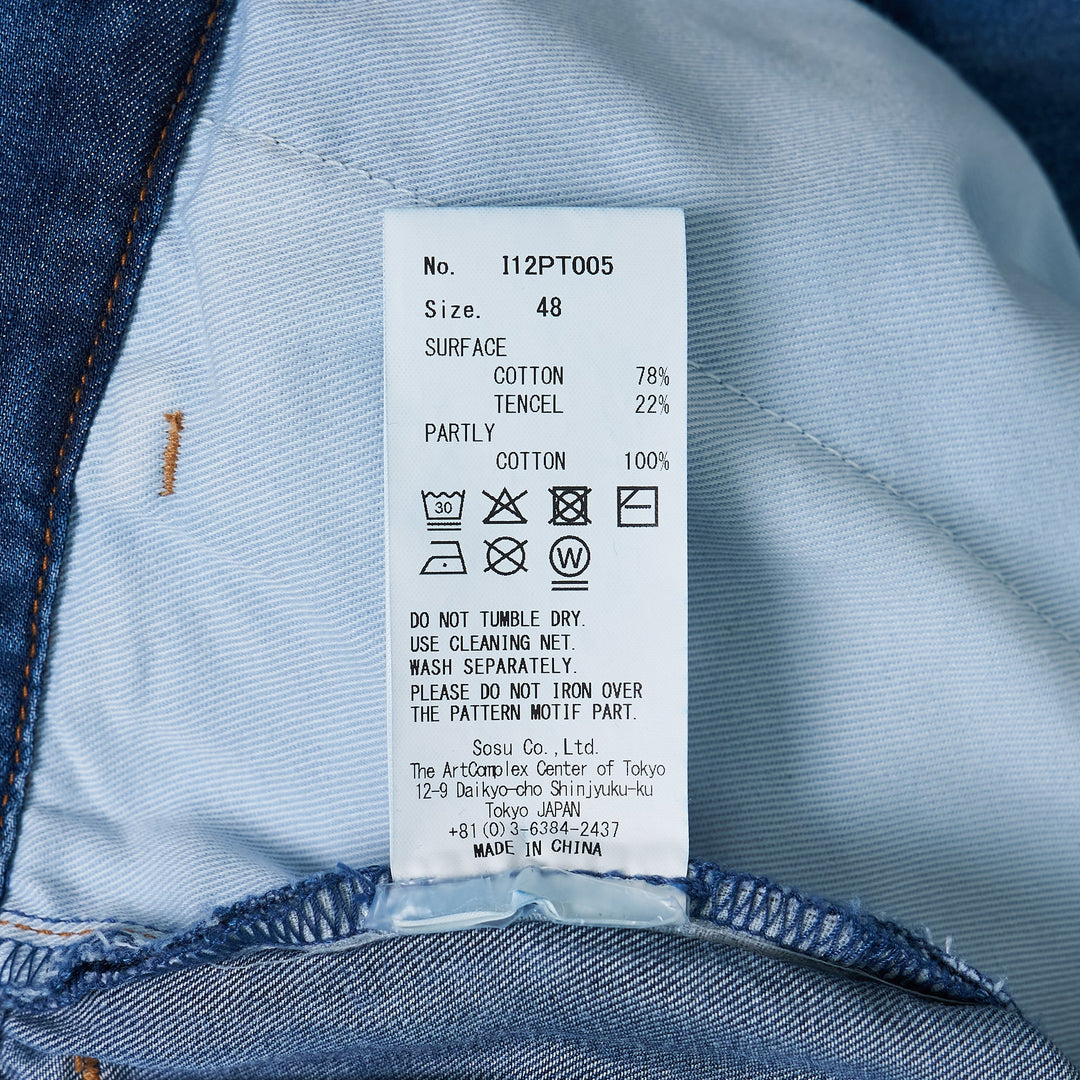 No. I12PT005
Size. 48
SURFACE
COTTON 78%
TENCEL 22%
PARTLY
COTTON 100%
30
W
DO NOT TUMBLE DRY.
USE CLEANING NET.
WASH SEPARATELY.
PLEASE DO NOT IRON OVER
THE PATTERN MOTIF PART.
Sosu Co.,Ltd.
The ArtComplex Center of Tokyo
12-9 Daikyo-cho Shinjyuku-ku
Tokyo JAPAN
+81(0)3-6384-2437
MADE IN CHINA